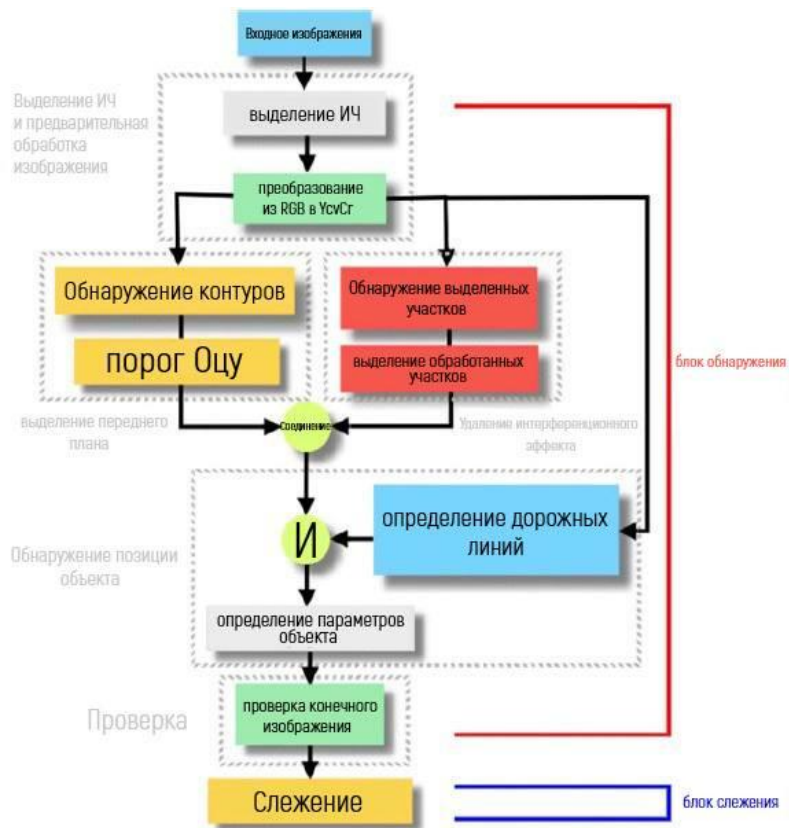 Входное изображения
Выделение ИЧ
и предварительная
обработка
изображения
выделение ИЧ
преобразование
из RGB в YcvCr
Обнаружение контуров
порог Оцу
Обнаружение выделенных
участков
выделение обработанных
участков
блок обнаружения
выделение переднего
плана
Соединение
Удаление интерференционного
эффекта
Обнаружение позиции
объекта
И
определение дорожных
линий
определение параметров
объекта
Проверка
проверка конечного
изображения
Слежение
блок слежения